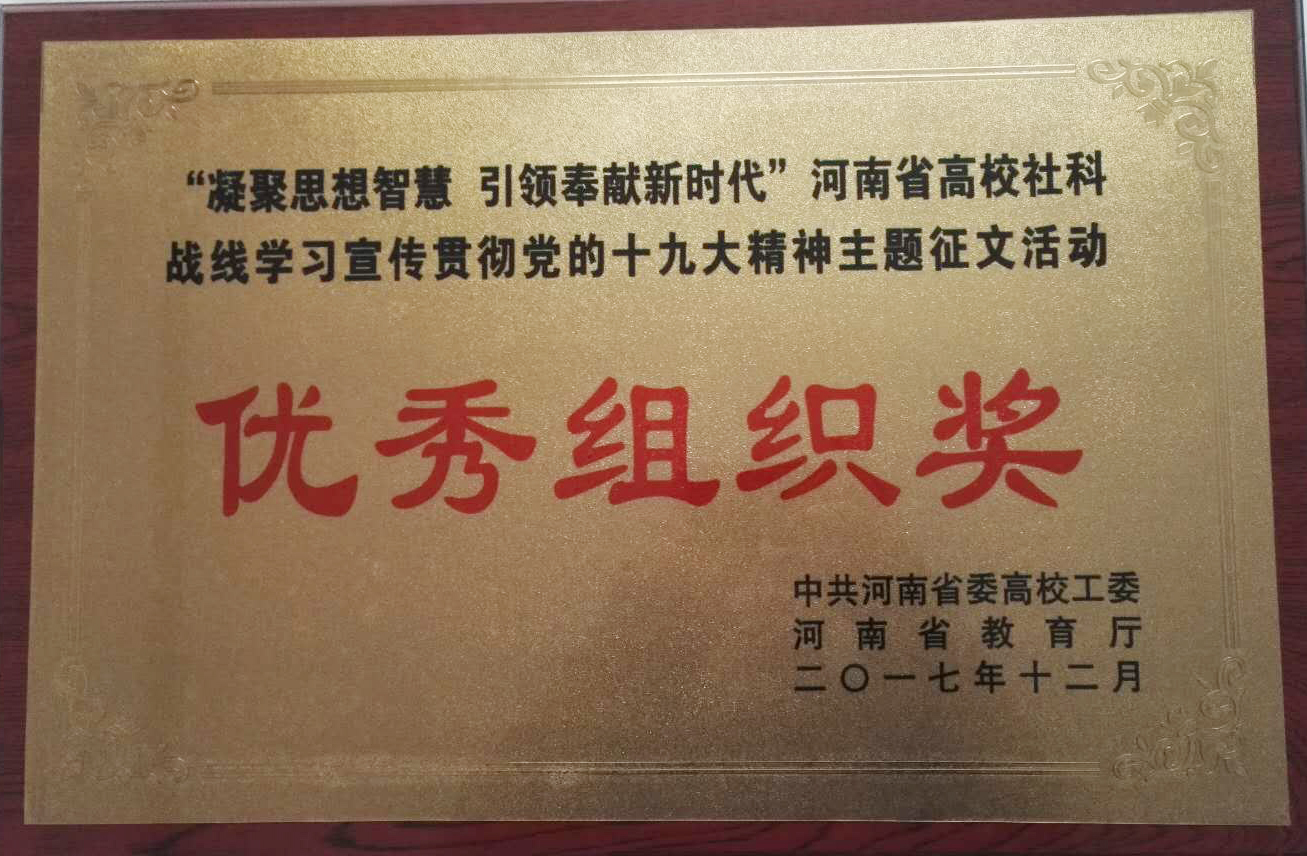 “凝聚思想智慧 引领奉献新时代”河南省高校社科
战线学习宣传贯彻党的十九大精神主题征文活动
优秀组织奖
中共河南省委高校工委
河南省教育厅
二〇一七年十二月